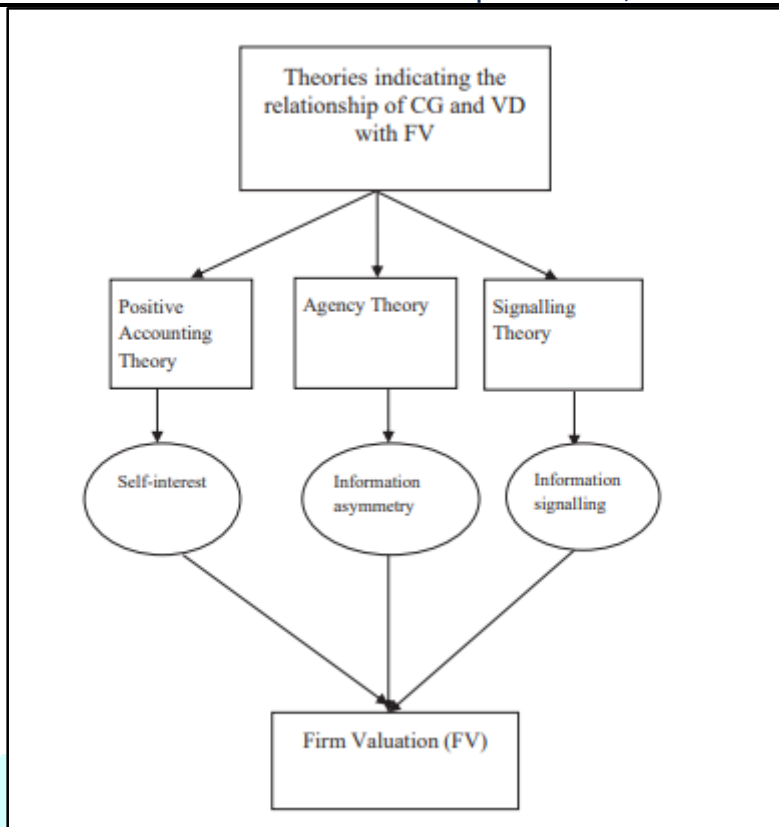 Theories indicating the
relationship of CG and VD
with FV
Positive
Accounting
Theory
Agency Theory
Signalling
Theory
Self-interest
Information
asymmetry
Information
signalling
Firm Valuation (FV)